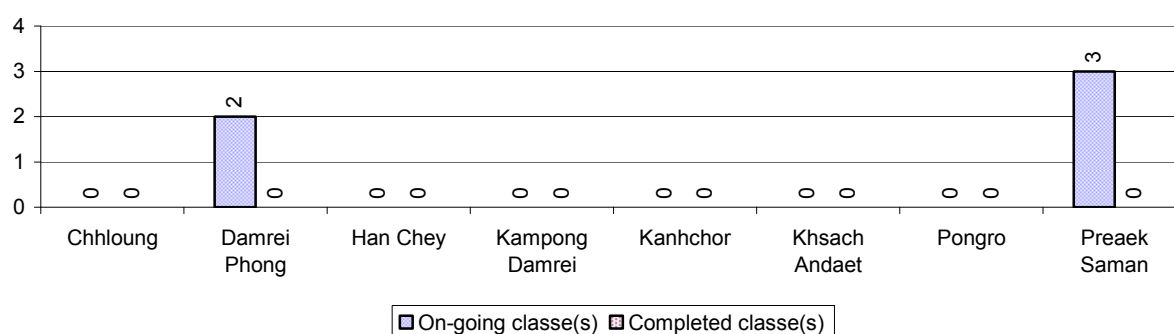 4
3
2
1
0
0 0 2 0 0 0 0 0 0 0 0 0 0 0 3 0
Chhloung Damrei Phong Han Chey Kampong Damrei Kanhchor Khsach Andaet Pongro Preaek Saman
On-going classe(s) Completed classe(s)